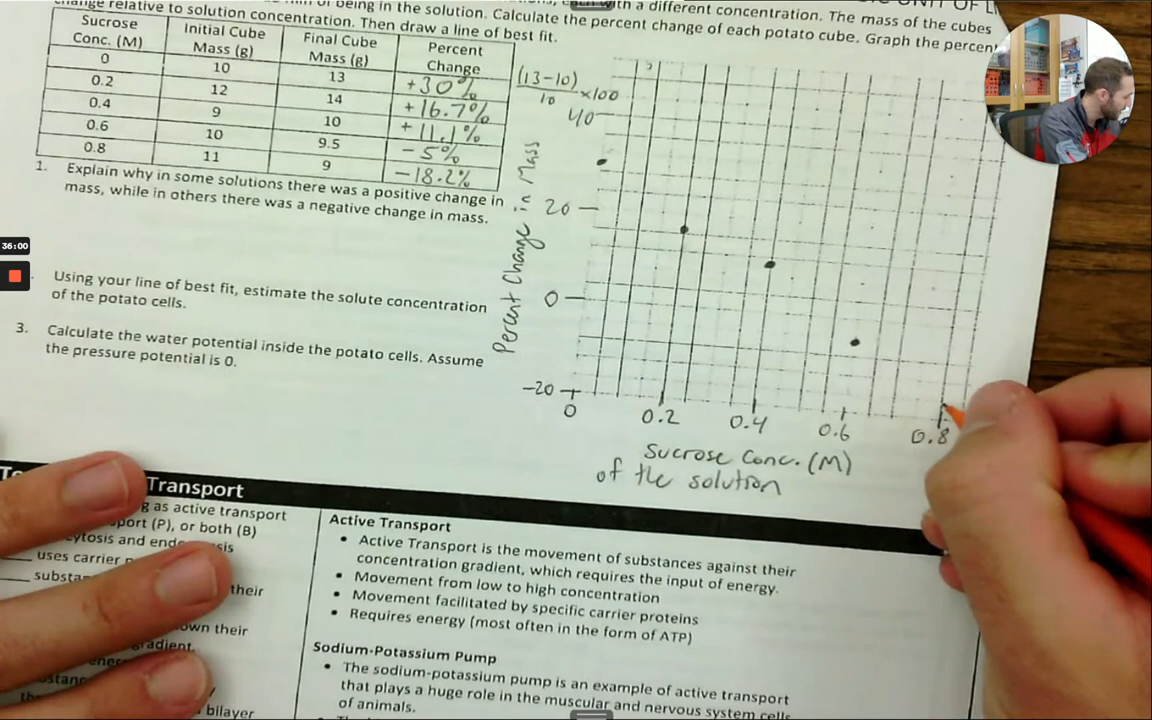 being in the solution. Calculate the percent change of each potato cube. Graph the percent
with a different concentration. The mass of the cubes
change relative to solution concentration. Then draw a line of best fit.
Sucrose Conc. (M) Initial Cube Mass (g) Final Cube Mass (g) Percent Change
0 10 13 +30%
0.2 12 14 +16.7%
0.4 9 10 +11.1%
0.6 10 9.5 -5%
0.8 11 9 -18.2%
(13-10)
10 ×100
1. Explain why in some solutions there was a positive change in
mass, while in others there was a negative change in mass.
Using your line of best fit, estimate the solute concentration
of the potato cells.
3. Calculate the water potential inside the potato cells. Assume
the pressure potential is 0.
Percent Change in Mass
40
20
0
-20
0 0.2 0.4 0.6 0.8
Sucrose Conc. (M)
of the solution
36:00
Transport
as active transport
(P), or both (B)
uses carrier
their
own their
gradient.
bilayer
Active Transport
• Active Transport is the movement of substances against their
concentration gradient, which requires the input of energy.
• Movement from low to high concentration
• Movement facilitated by specific carrier proteins
• Requires energy (most often in the form of ATP)
Sodium-Potassium Pump
• The sodium-potassium pump is an example of active transport
that plays a huge role in the muscular and nervous system cells
of animals.